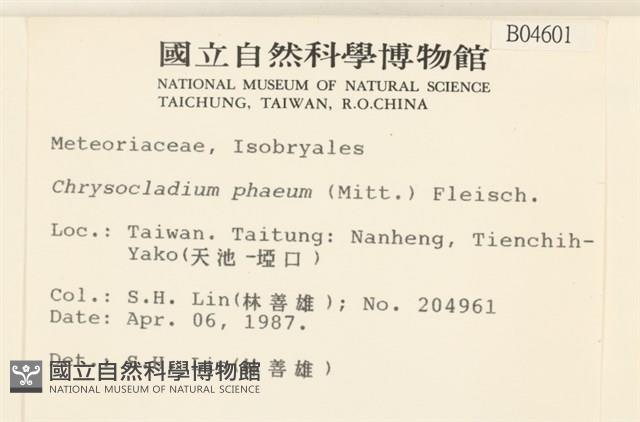 B04601
國立自然科學博物館
NATIONAL MUSEUM OF NATURAL SCIENCE
TAICHUNG, TAIWAN, R.O.CHINA
Meteoriaceae, Isobryales
Chrysocladium phaeum (Mitt.) Fleisch.
Loc.: Taiwan. Taitung: Nanheng, Tienchih-
Yako(天池-埡口)
Col.: S.H. Lin(林善雄); No. 204961
Date: Apr. 06, 1987.
Det.: S.H. Lin(林善雄)
國立自然科學博物館
NATIONAL MUSEUM OF NATURAL SCIENCE